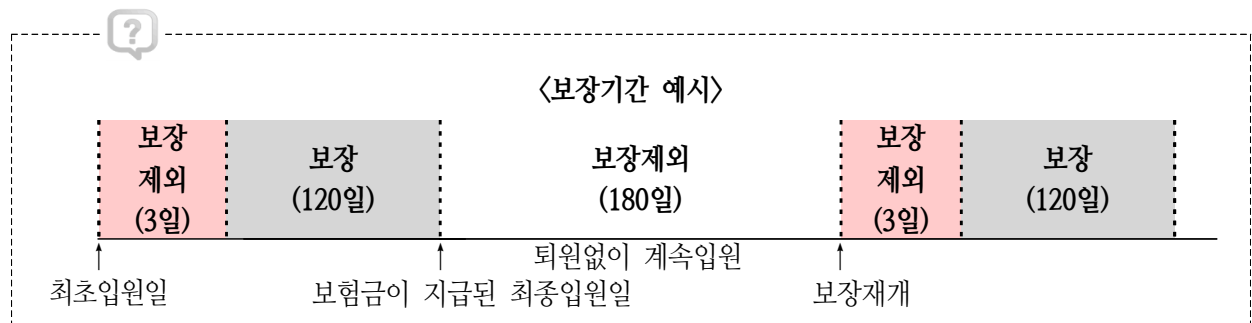 ?
〈보장기간 예시〉
보장
제외
(3일)
보장
(120일)
보장제외
(180일)
보장
제외
(3일)
보장
(120일)
퇴원없이 계속입원
최초입원일
보험금이 지급된 최종입원일
보장재개